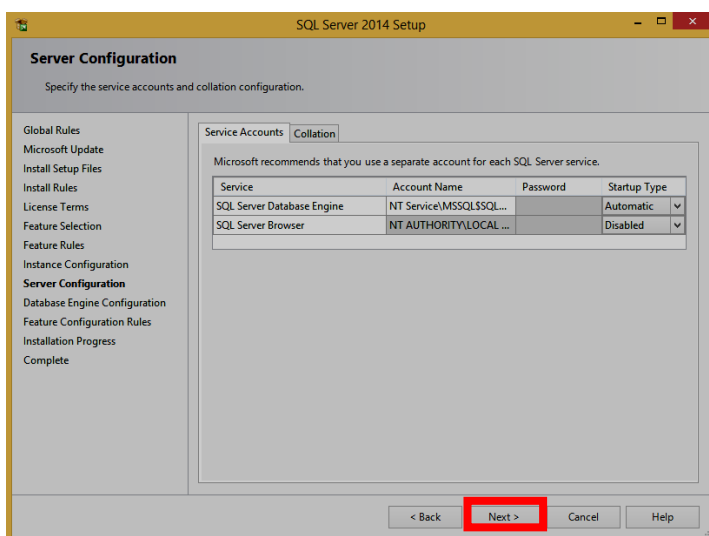 SQL Server 2014 Setup
Server Configuration
Specify the service accounts and collation configuration.
Global Rules
Microsoft Update
Install Setup Files
Install Rules
License Terms
Feature Selection
Feature Rules
Instance Configuration
Server Configuration
Database Engine Configuration
Feature Configuration Rules
Installation Progress
Complete
Service Accounts Collation
Microsoft recommends that you use a separate account for each SQL Server service.
Service Account Name Password Startup Type
SQL Server Database Engine NT Service\MSSQL$SQL... Automatic
SQL Server Browser NT AUTHORITY\LOCAL ... Disabled
< Back Next > Cancel Help